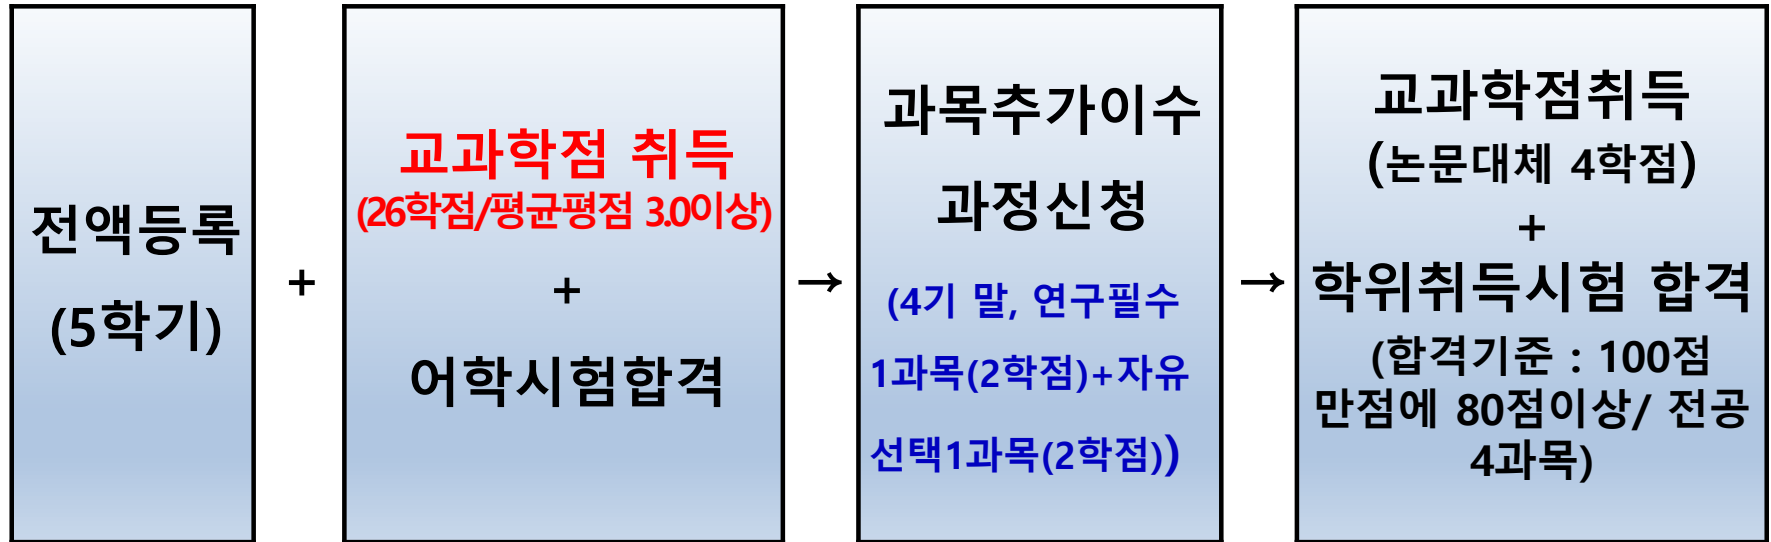 전액등록
(5학기)
+
교과학점 취득
(26학점/평균평점 3.0이상)
+
어학시험합격
→
과목추가이수
과정신청
(4기 말, 연구필수
1과목(2학점)+자유
선택1과목(2학점))
→
교과학점취득
(논문대체 4학점)
+
학위취득시험 합격
(합격기준 : 100점
만점에 80점이상/ 전공
4과목)